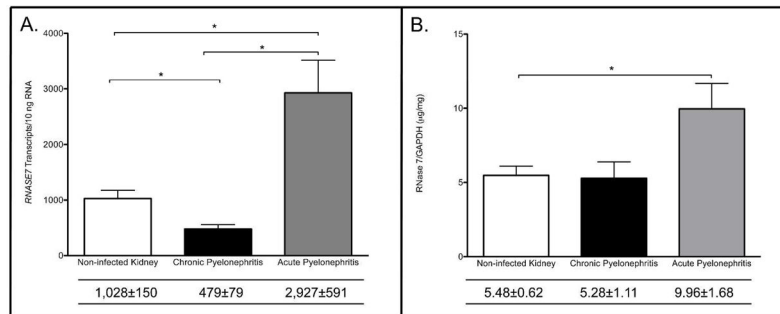 A.
*
*
*
RNASE7 Transcripts/10 ng RNA
4000
3000
2000
1000
0
Non-infected Kidney Chronic Pyelonephritis Acute Pyelonephritis
1,028±150 479±79 2,927±591
B.
*
RNase 7/GAPDH (µg/mg)
15
10
5
0
Non-infected Kidney Chronic Pyelonephritis Acute Pyelonephritis
5.48±0.62 5.28±1.11 9.96±1.68